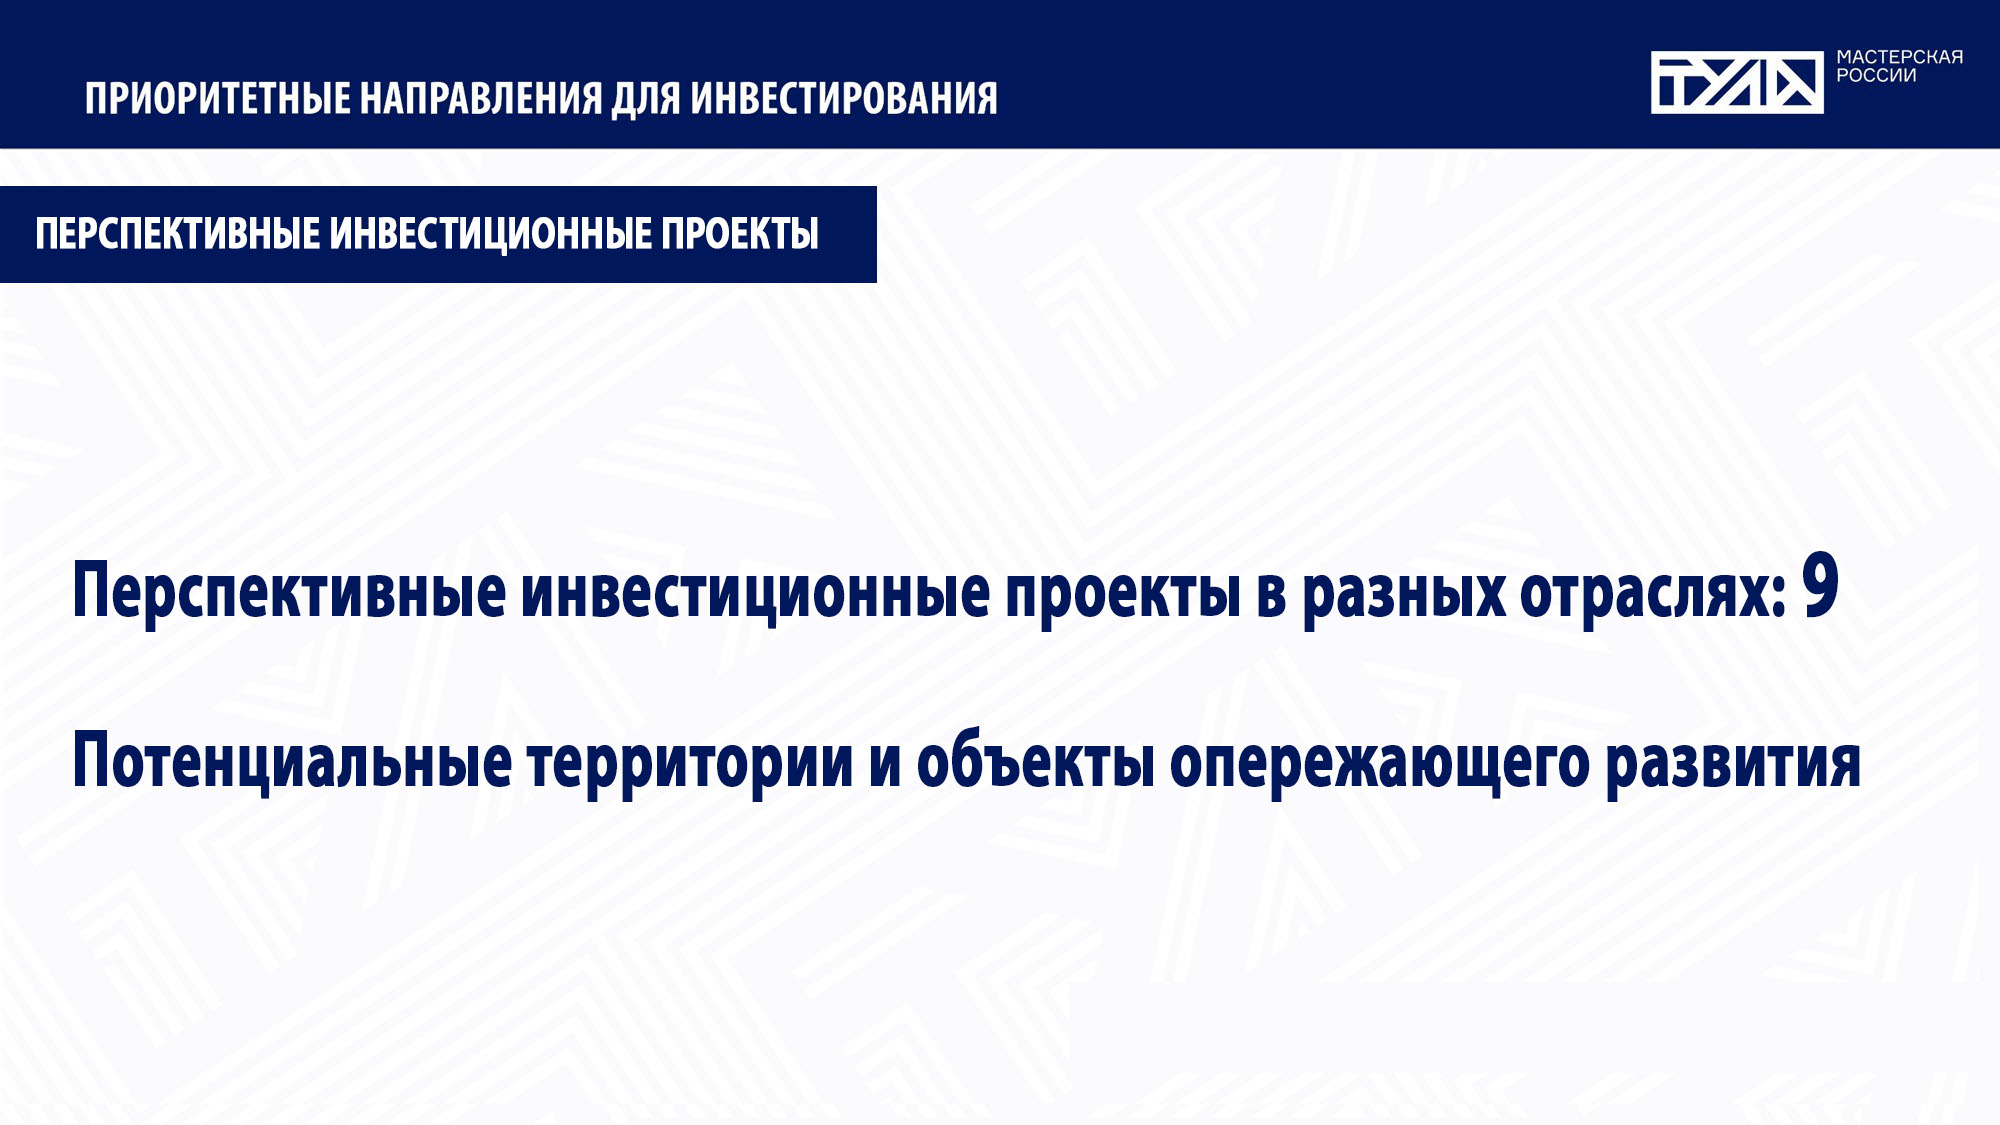 ПРИОРИТЕТНЫЕ НАПРАВЛЕНИЯ ДЛЯ ИНВЕСТИРОВАНИЯ
ТУЛА
МАСТЕРСКАЯ
РОССИИ
ПЕРСПЕКТИВНЫЕ ИНВЕСТИЦИОННЫЕ ПРОЕКТЫ
Перспективные инвестиционные проекты в разных отраслях: 9
Потенциальные территории и объекты опережающего развития